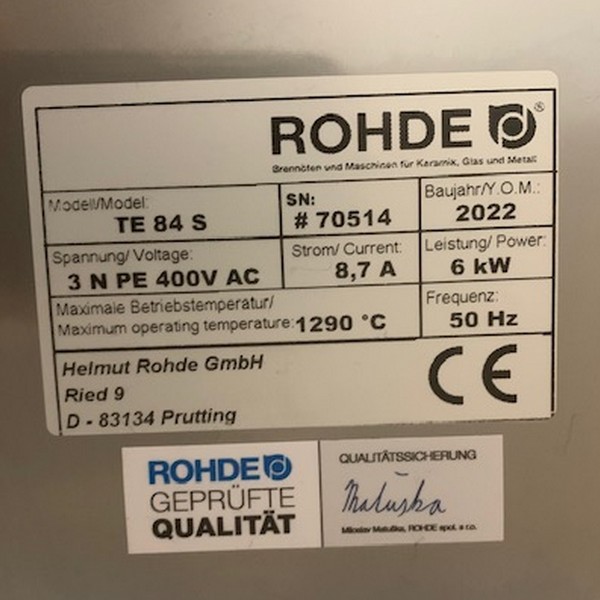 ROHDE ®
Brennöfen und Maschinen für Keramik, Glas und Metall
Modell/Model:
TE 84 S
SN:
# 70514
Baujahr/Y.O.M.:
2022
Spannung/ Voltage:
3 N PE 400V AC
Strom/ Current:
8,7 A
Leistung/ Power:
6 kW
Maximale Betriebstemperatur/
Maximum operating temperature: 1290 °C
Frequenz:
50 Hz
Helmut Rohde GmbH
Ried 9
D - 83134 Prutting
CE
ROHDE
GEPRÜFTE
QUALITÄT
QUALITÄTSSICHERUNG
Matuška
Miloslav Matuška, ROHDE spol. s r.o.